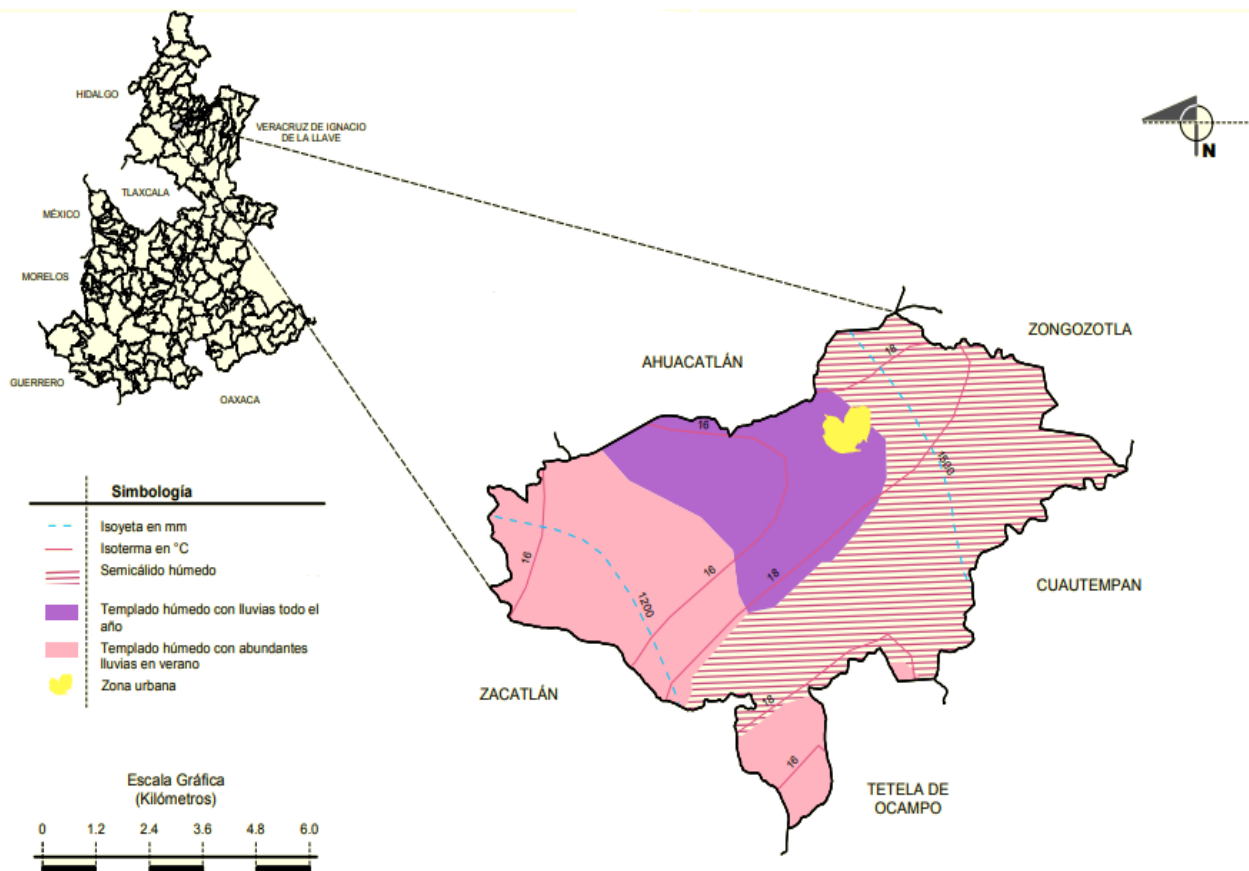 HIDALGO
VERACRUZ DE IGNACIO
DE LA LLAVE
TLAXCALA
MÉXICO
MORELOS
GUERRERO
OAXACA
N
AHUACATLÁN
ZONGOZOTLA
CUAUTEMPAN
ZACATLÁN
TETELA DE
OCAMPO
18
16
1500
16
16
18
1200
18
16
Simbología
Isoyeta en mm
Isoterma en °C
Semicálido húmedo
Templado húmedo con lluvias todo el
año
Templado húmedo con abundantes
lluvias en verano
Zona urbana
Escala Gráfica
(Kilómetros)
0 1.2 2.4 3.6 4.8 6.0